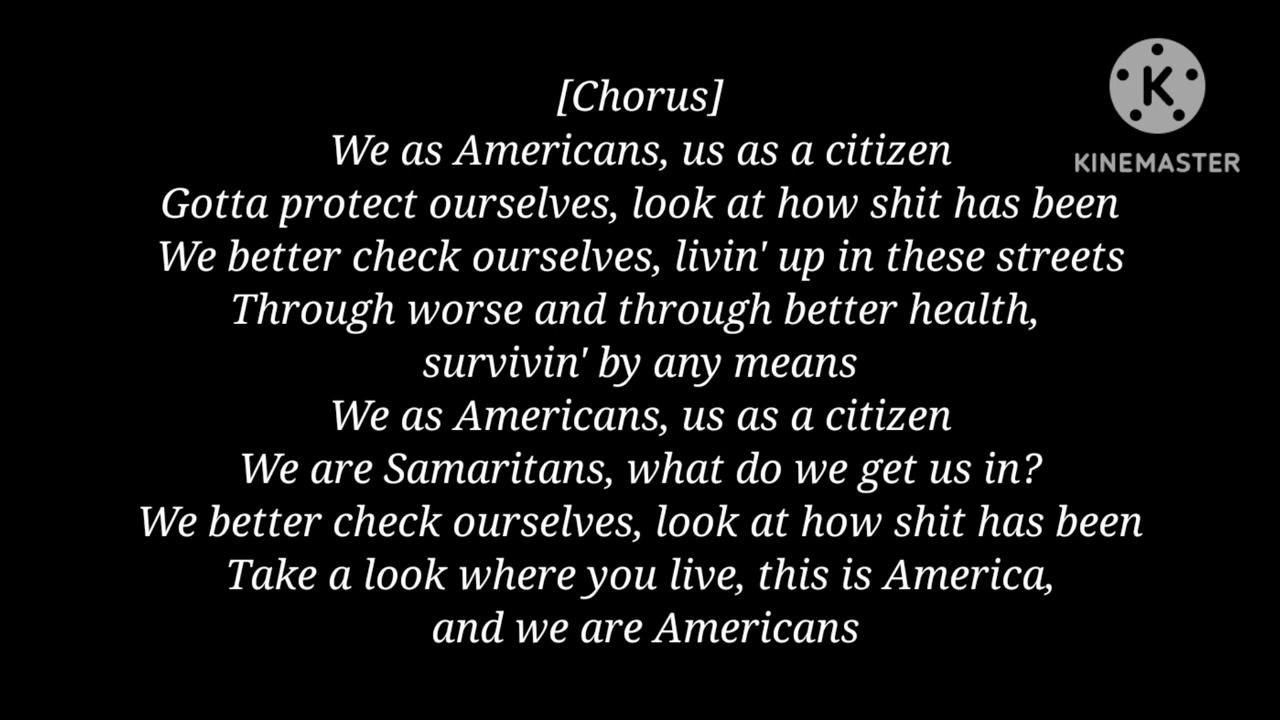 [Chorus]
We as Americans, us as a citizen
Gotta protect ourselves, look at how shit has been
We better check ourselves, livin' up in these streets
Through worse and through better health,
survivin' by any means
We as Americans, us as a citizen
We are Samaritans, what do we get us in?
We better check ourselves, look at how shit has been
Take a look where you live, this is America,
and we are Americans
K
KINEMASTER